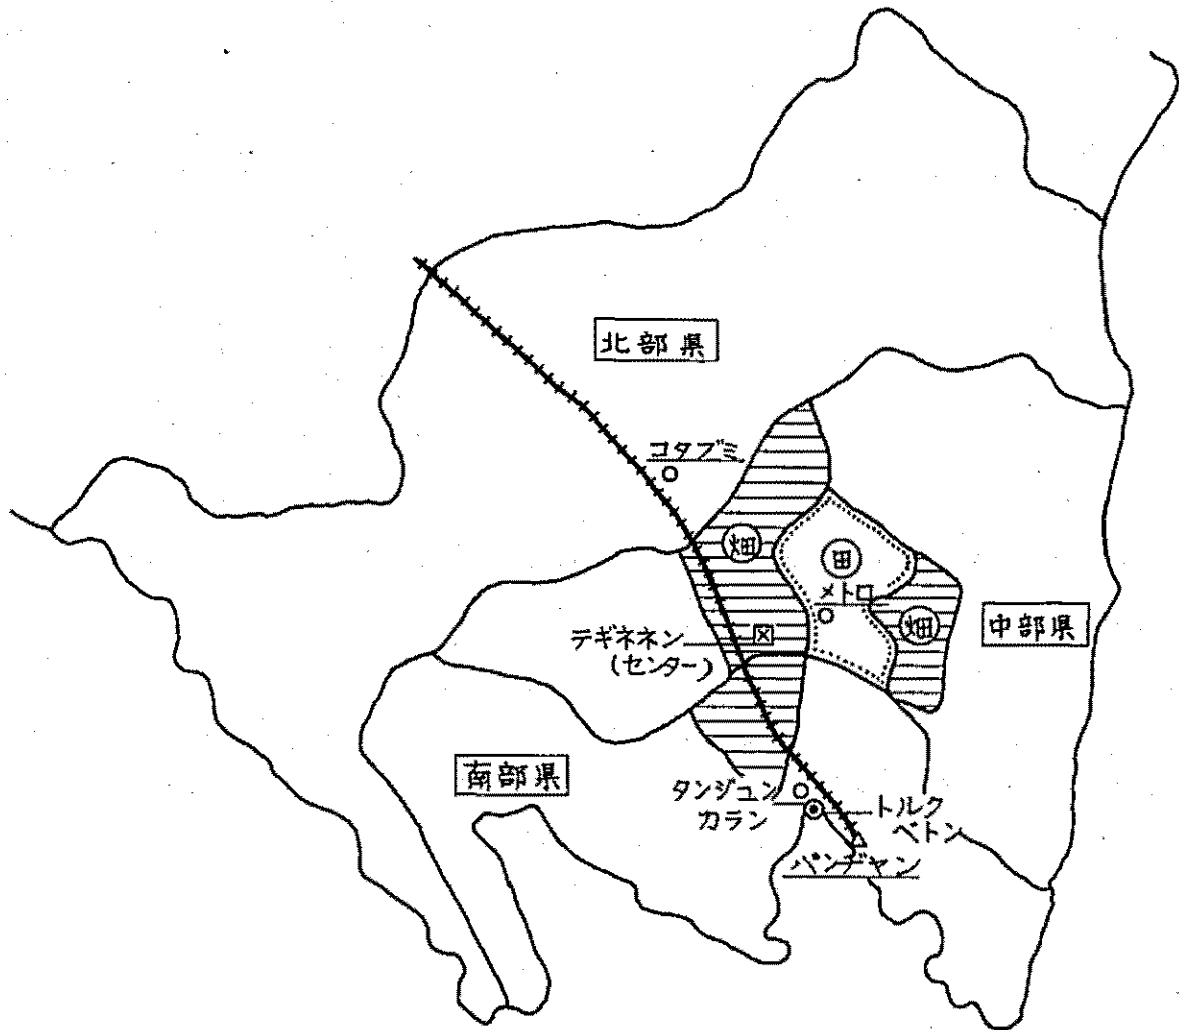 北部県
コタブミ
畑
田
メトロ
畑
中部県
テギネネン
(センター)
南部県
タンジュン
カラン
トルク
ベトン
パンヂャン